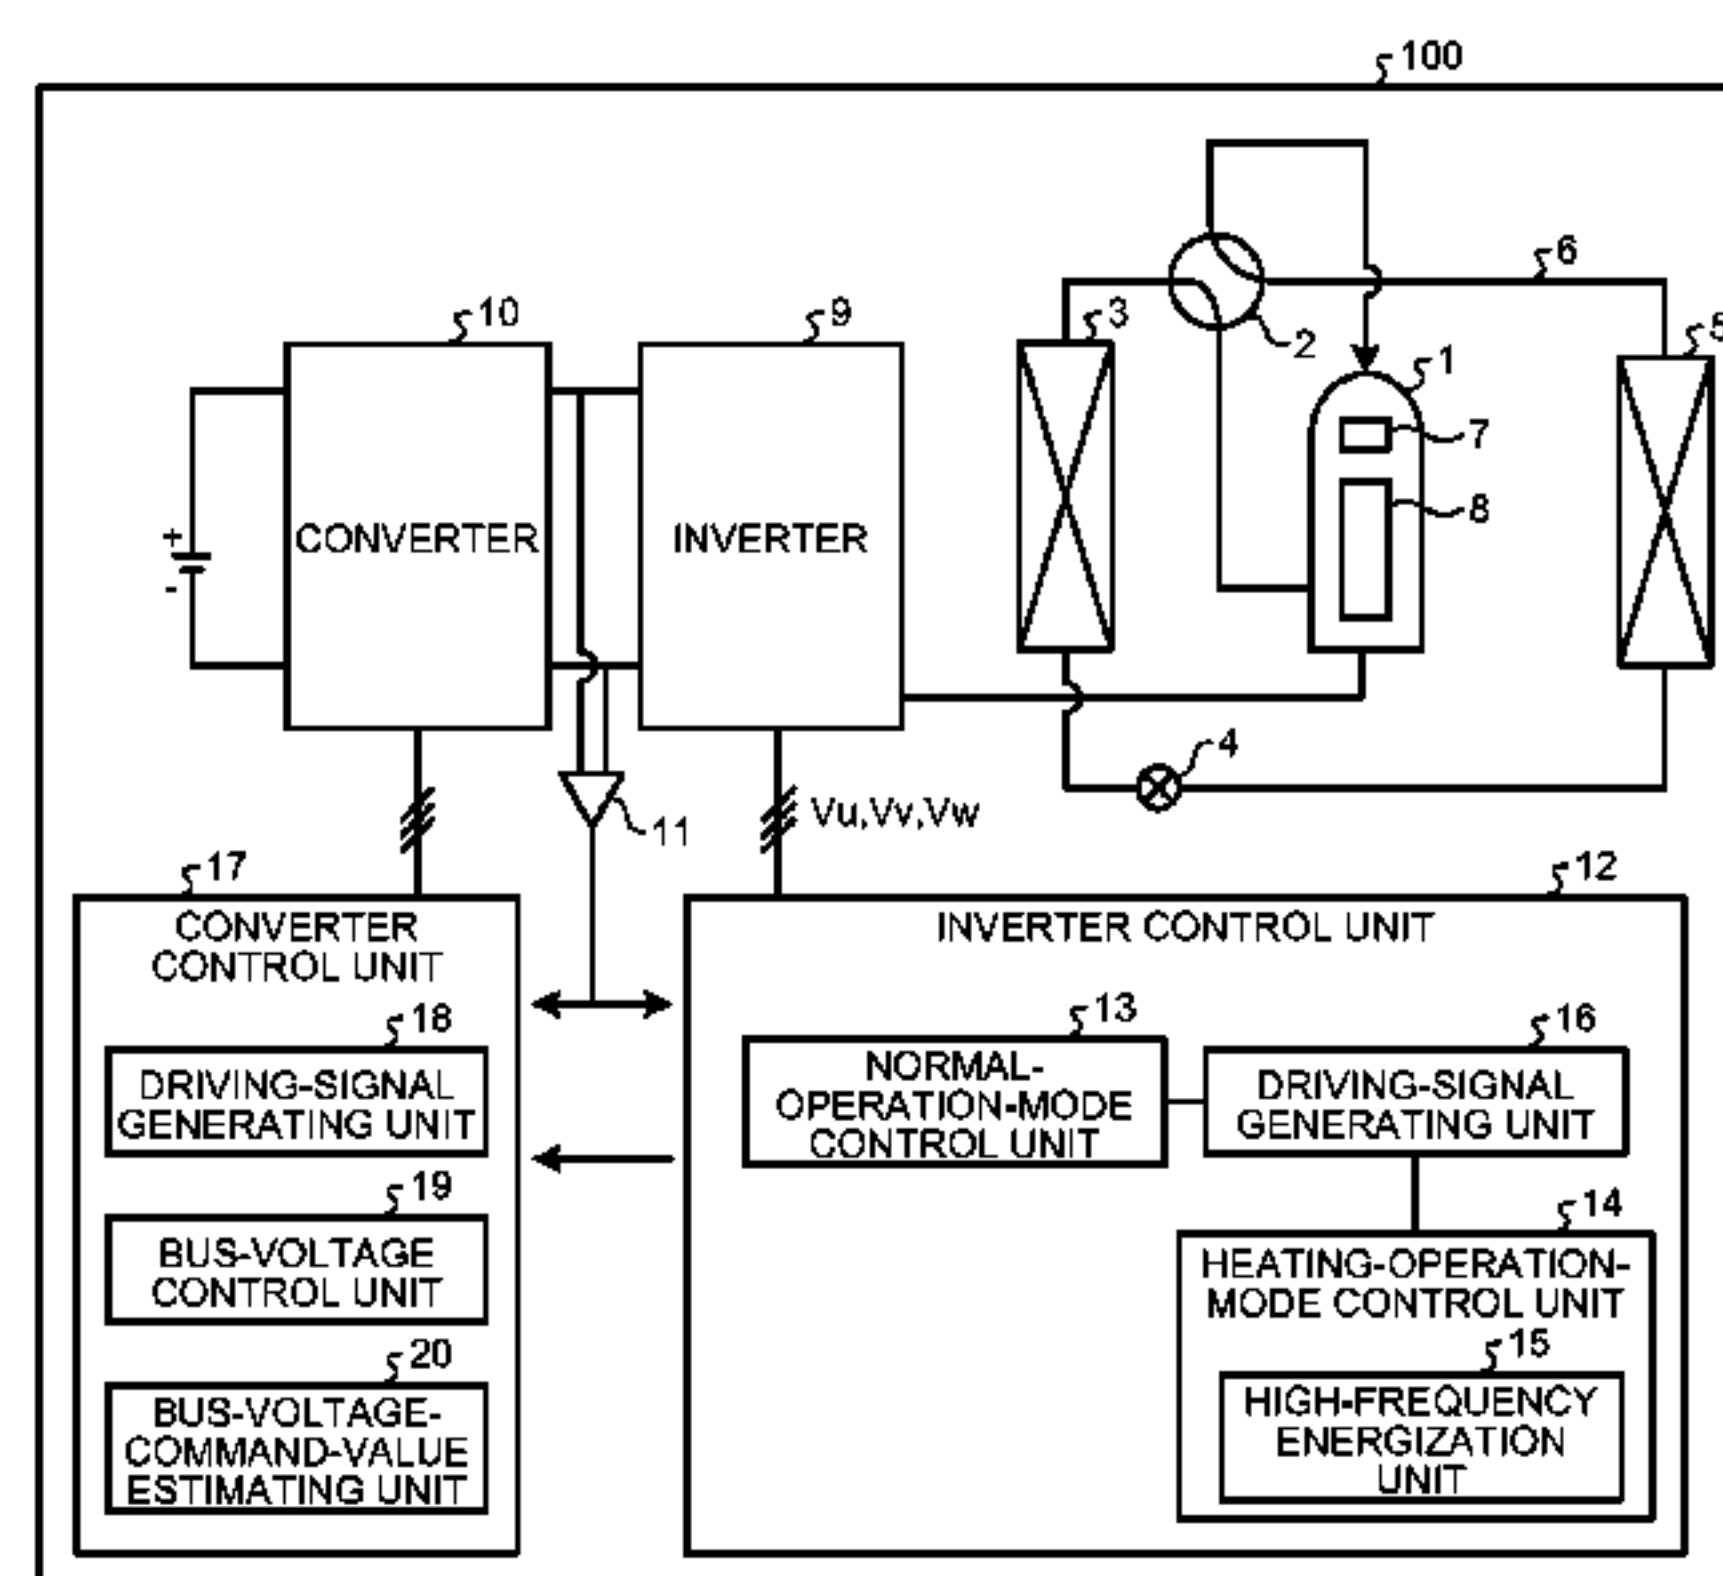 100
6
10
9
3
2
5
1
7
8
CONVERTER
INVERTER
+
-
4
Vu,Vv,Vw
11
17
CONVERTER
CONTROL UNIT
18
DRIVING-SIGNAL
GENERATING UNIT
19
BUS-VOLTAGE
CONTROL UNIT
20
BUS-VOLTAGE-
COMMAND-VALUE
ESTIMATING UNIT
12
INVERTER CONTROL UNIT
13
NORMAL-
OPERATION-MODE
CONTROL UNIT
16
DRIVING-SIGNAL
GENERATING UNIT
14
HEATING-OPERATION-
MODE CONTROL UNIT
15
HIGH-FREQUENCY
ENERGIZATION
UNIT